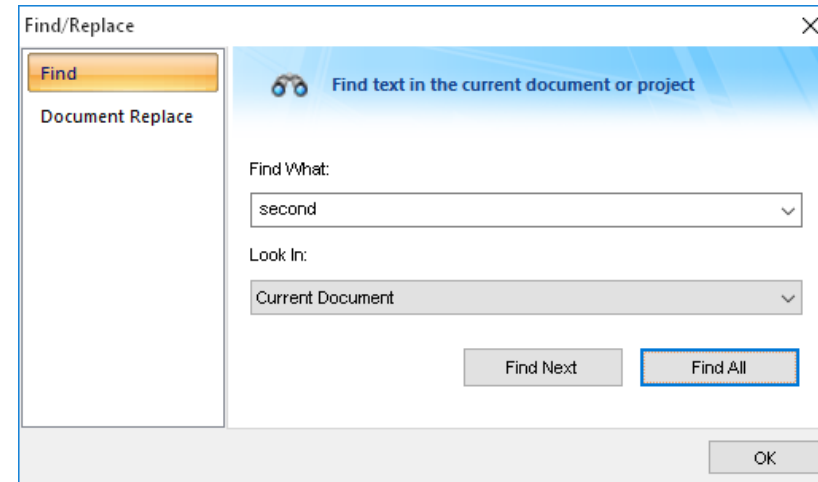 Find/Replace
Find
Document Replace
Find text in the current document or project
Find What:
second
Look In:
Current Document
Find Next
Find All
OK